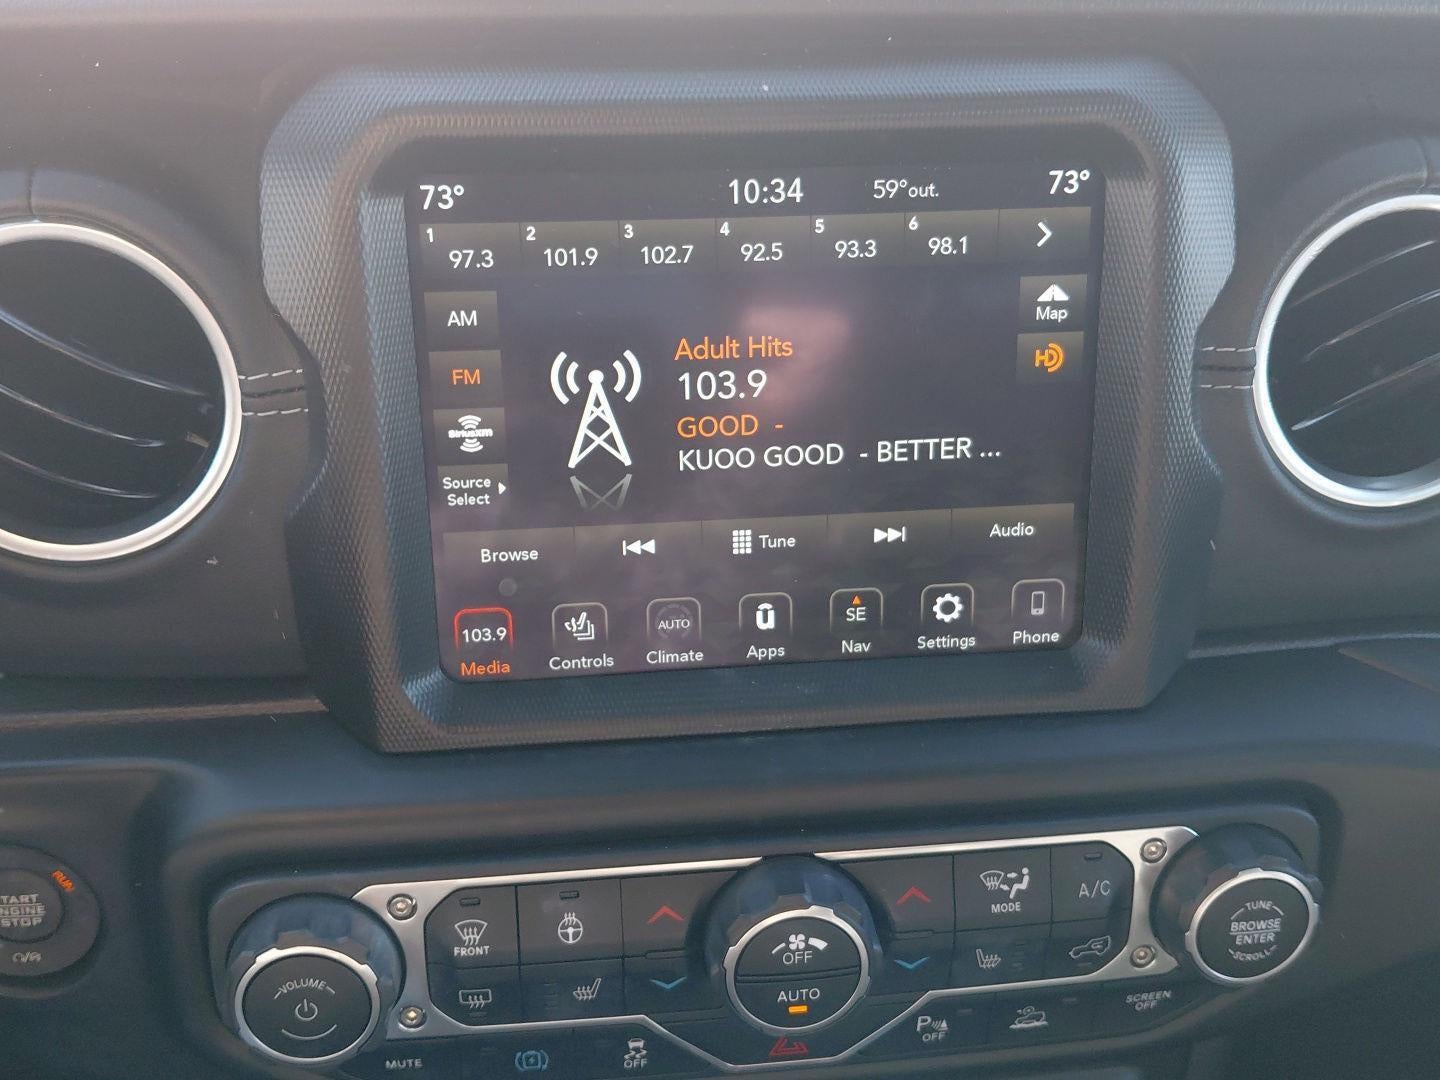 73° 10:34 59°out. 73°
1 97.3 2 101.9 3 102.7 4 92.5 5 93.3 6 98.1
AM
Map
Adult Hits
HD
FM
103.9
GOOD -
SiriusXM
KUOO GOOD - BETTER ...
Source
Select
Browse Tune Audio
103.9 AUTO ū SE
Media Controls Climate Apps Nav Settings Phone
RUN
START
ENGINE
STOP
FRONT
MODE
A/C
OFF
AUTO
VOLUME
TUNE
BROWSE
ENTER
SCROLL
MUTE
OFF
P OFF
SCREEN
OFF